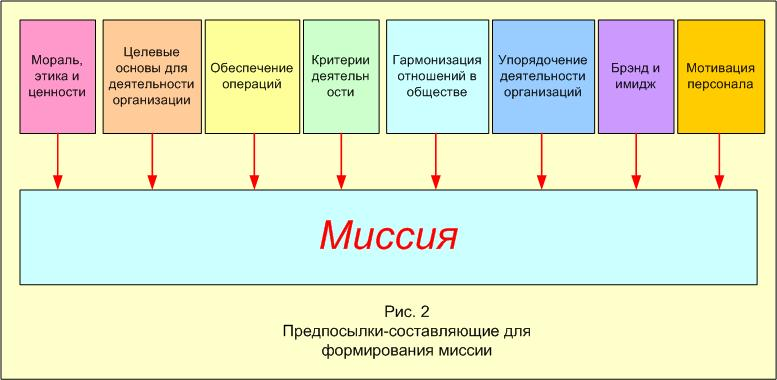 Мораль,
этика и
ценности
Целевые
основы для
деятельности
организации
Обеспечение
операций
Критерии
деятельн
ости
Гармонизация
отношений в
обществе
Упорядочение
деятельности
организаций
Брэнд и
имидж
Мотивация
персонала
Миссия
Рис. 2
Предпосылки-составляющие для
формирования миссии